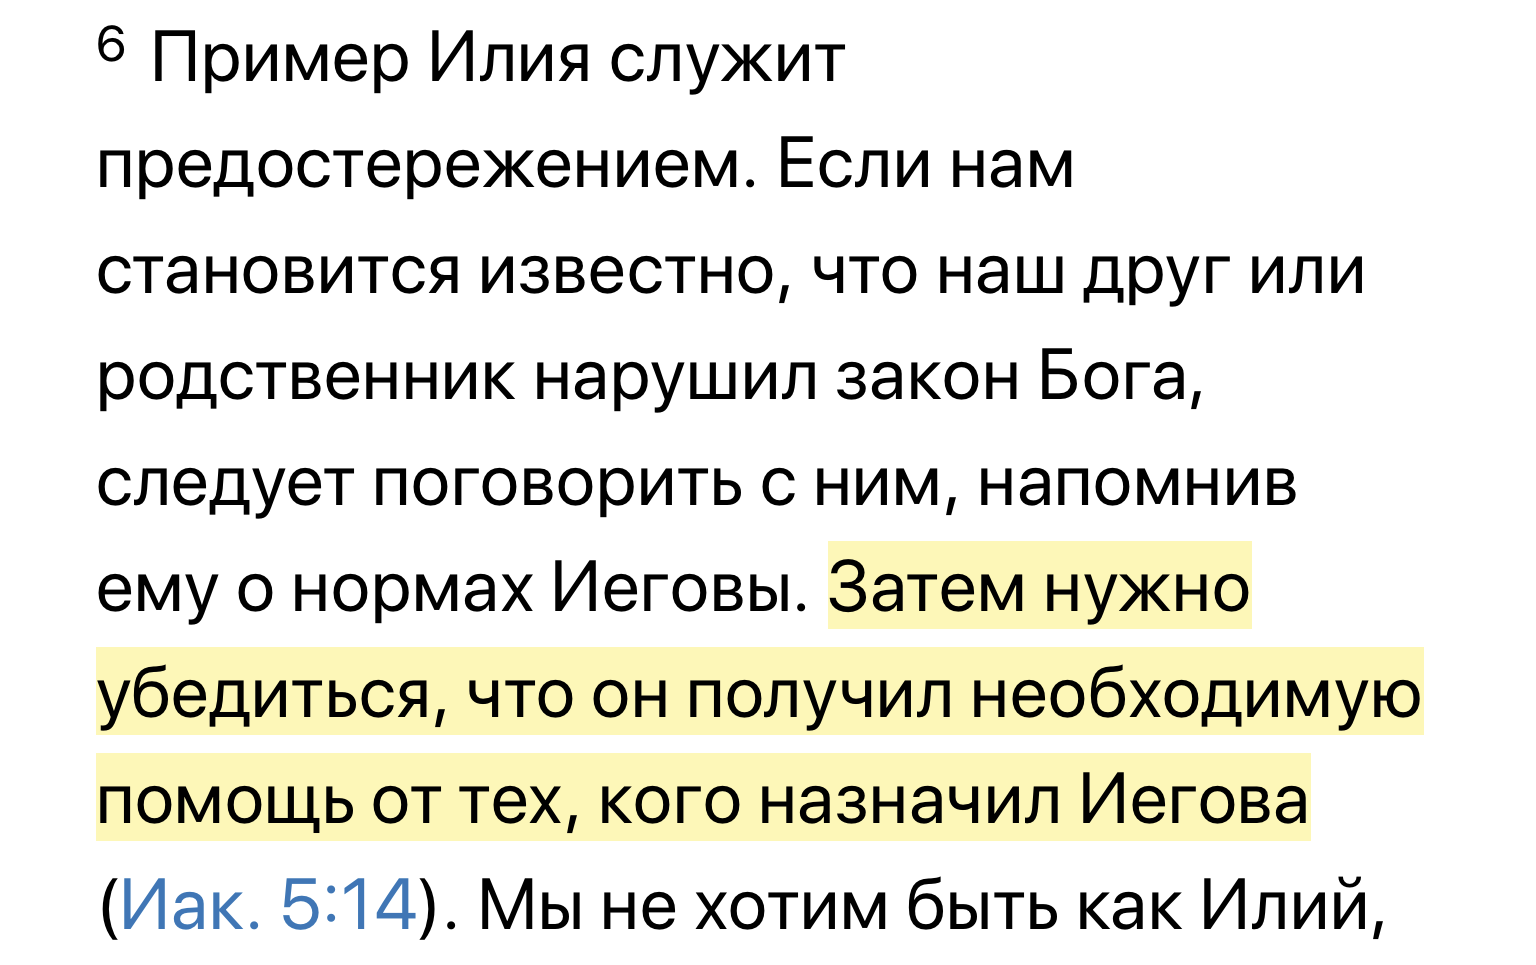 6 Пример Илия служит
предостережением. Если нам
становится известно, что наш друг или
родственник нарушил закон Бога,
следует поговорить с ним, напомнив
ему о нормах Иеговы. Затем нужно
убедиться, что он получил необходимую
помощь от тех, кого назначил Иегова
(Иак. 5:14). Мы не хотим быть как Илий,